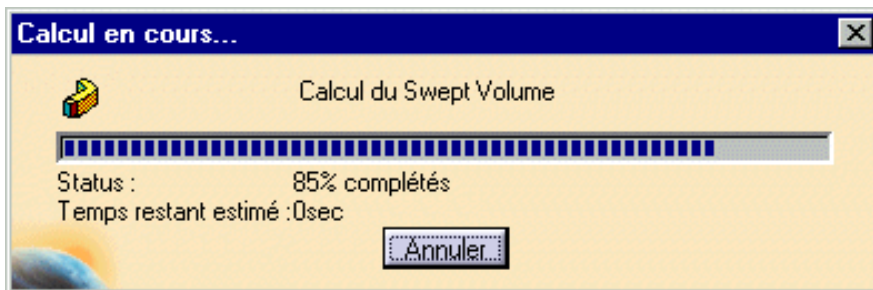 Calcul en cours...
Calcul du Swept Volume
Status : 85% complétés
Temps restant estimé :0sec
Annuler